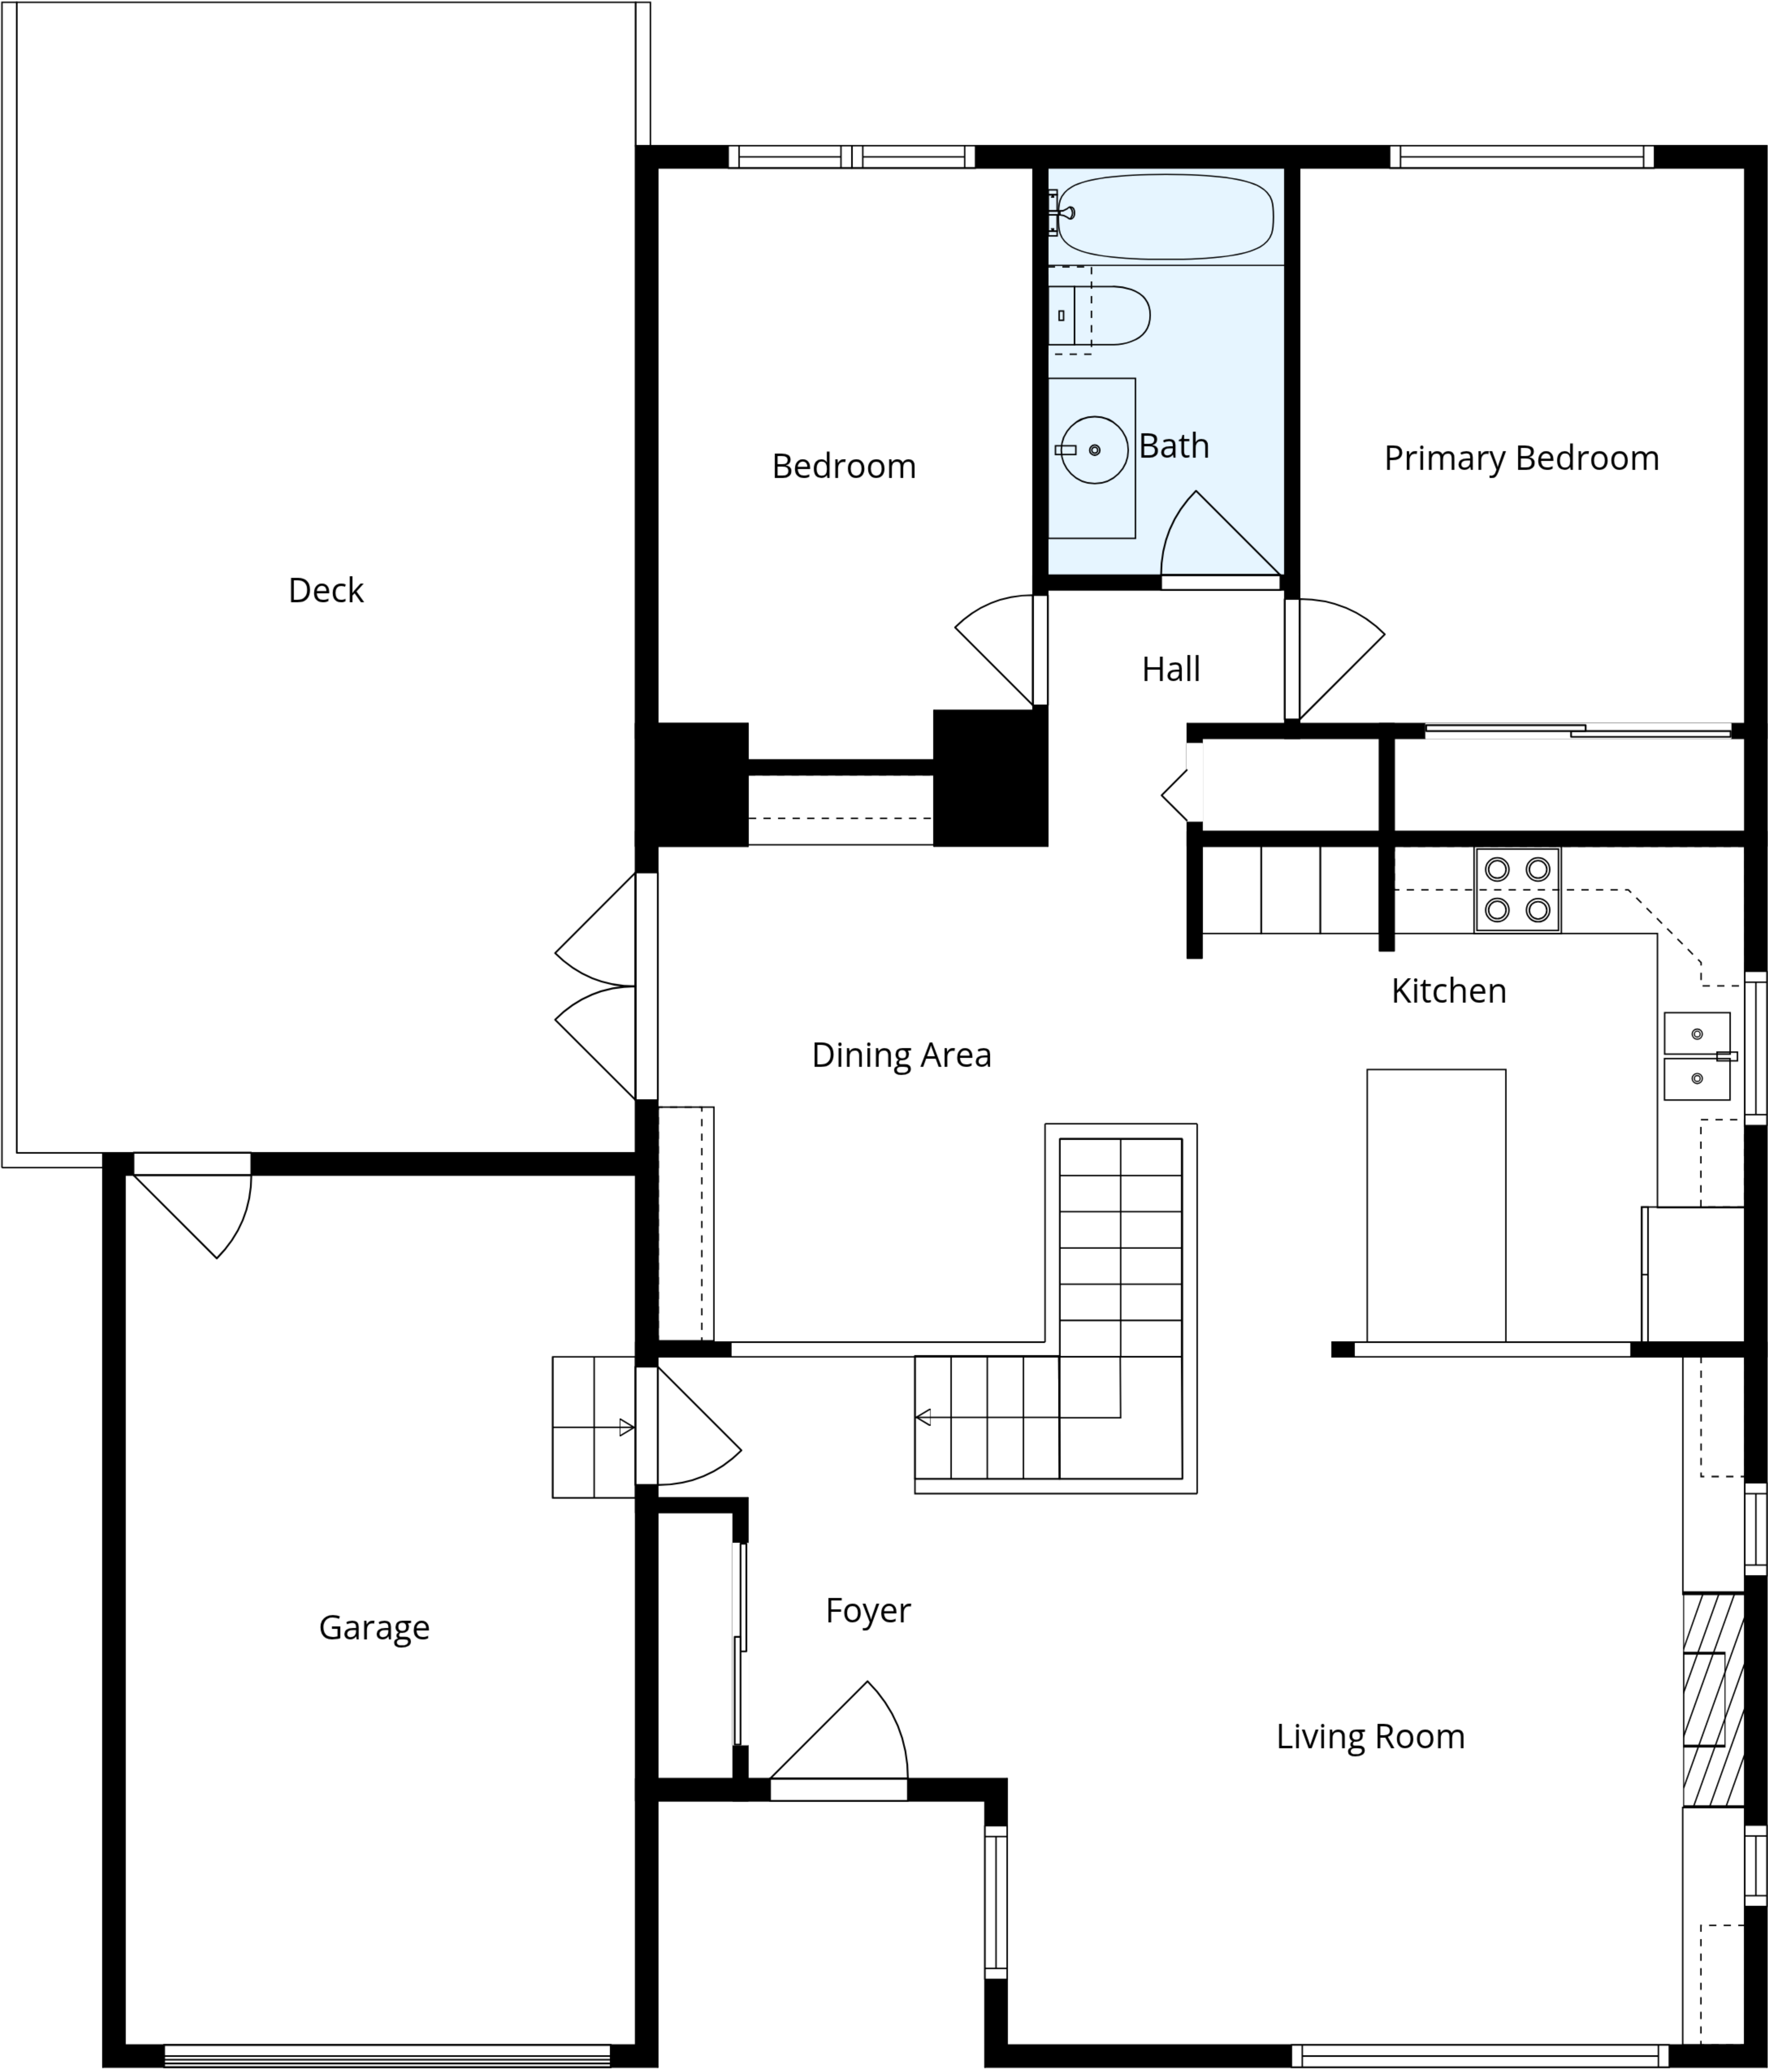 Bath
Primary Bedroom
Bedroom
Deck
Hall
Kitchen
Dining Area
Foyer
Garage
Living Room